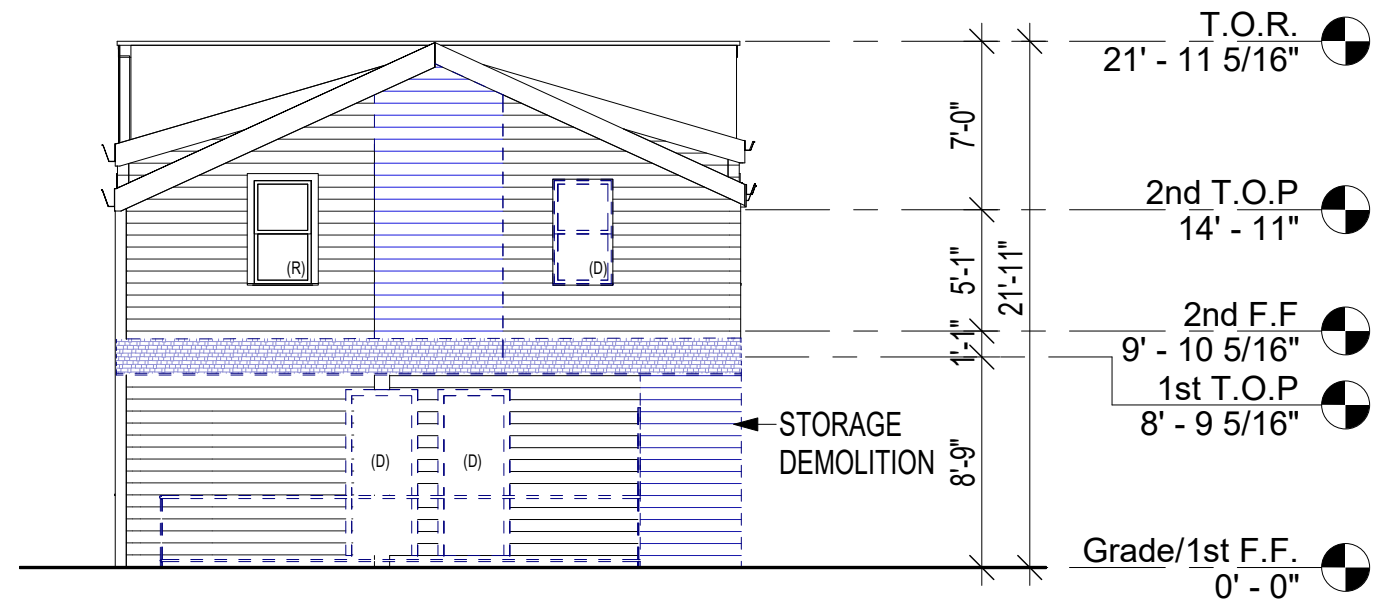 T.O.R.
21' - 11 5/16"
7'-0"
2nd T.O.P
14' - 11"
(R)
(D)
5'-1"
21'-11"
2nd F.F
9' - 10 5/16"
1'-1"
1st T.O.P
8' - 9 5/16"
STORAGE
DEMOLITION
(D)
(D)
8'-9"
Grade/1st F.F.
0' - 0"